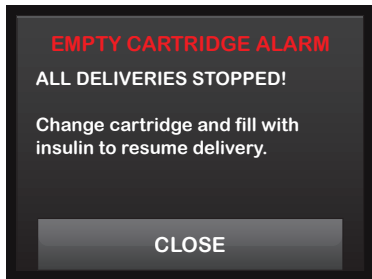 EMPTY CARTRIDGE ALARM
ALL DELIVERIES STOPPED!
Change cartridge and fill with
insulin to resume delivery.
CLOSE